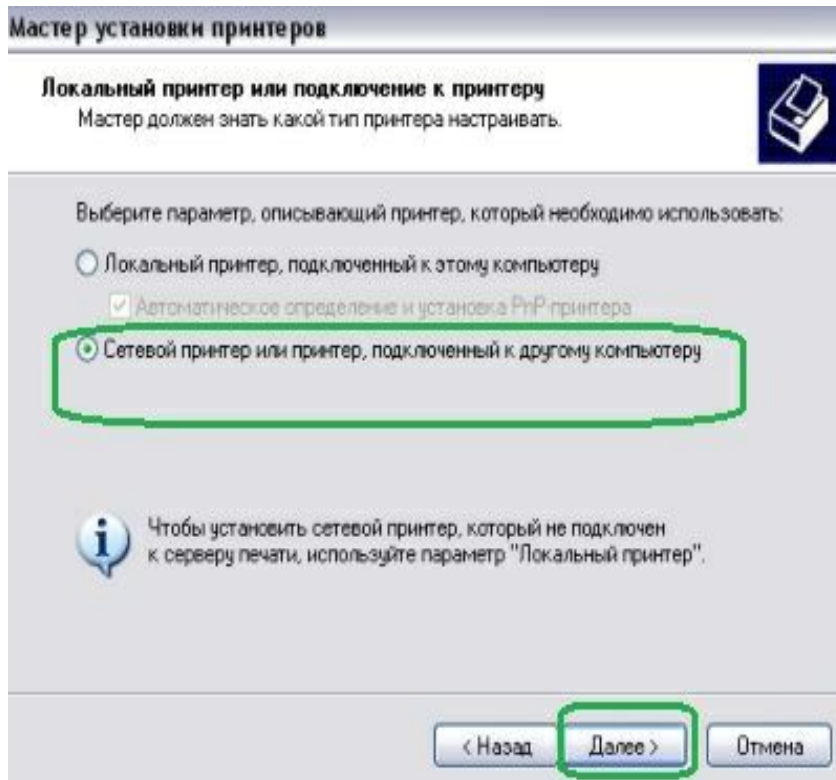 Мастер установки принтеров
Локальный принтер или подключение к принтеру
Мастер должен знать какой тип принтера настраивать.
Выберите параметр, описывающий принтер, который необходимо использовать:
Локальный принтер, подключенный к этому компьютеру
Автоматическое определение и установка PnP принтера
Сетевой принтер или принтер, подключенный к другому компьютеру
Чтобы установить сетевой принтер, который не подключен
к серверу печати, используйте параметр "Локальный принтер".
< Назад Далее > Отмена